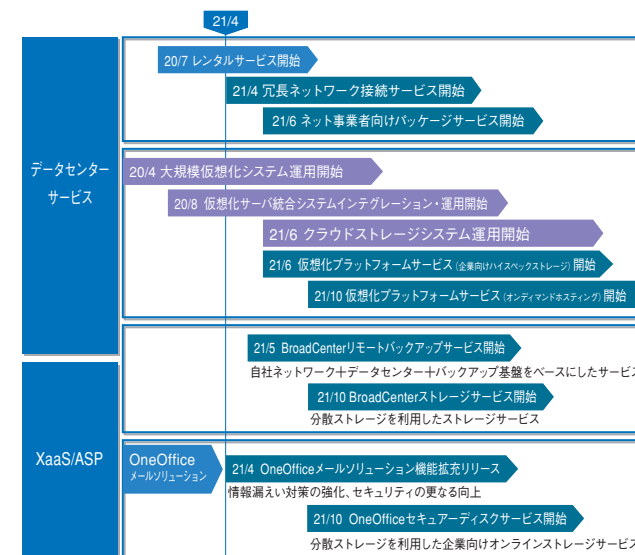 21/4
20/7 レンタルサービス開始
21/4 冗長ネットワーク接続サービス開始
21/6 ネット事業者向けパッケージサービス開始
データセンター
サービス
20/4 大規模仮想化システム運用開始
20/8 仮想化サーバ統合システムインテグレーション・運用開始
21/6 クラウドストレージシステム運用開始
21/6 仮想化プラットフォームサービス(企業向けハイスペックストレージ)開始
21/10 仮想化プラットフォームサービス(オンディマンドホスティング)開始
21/5 BroadCenterリモートバックアップサービス開始
自社ネットワーク+データセンター+バックアップ基盤をベースにしたサービス
21/10 BroadCenterストレージサービス開始
分散ストレージを利用したストレージサービス
XaaS/ASP
OneOffice
メールソリューション
21/4 OneOfficeメールソリューション機能拡充リリース
情報漏えい対策の強化、セキュリティの更なる向上
21/10 OneOfficeセキュアーディスクサービス開始
分散ストレージを利用した企業向けオンラインストレージサービス